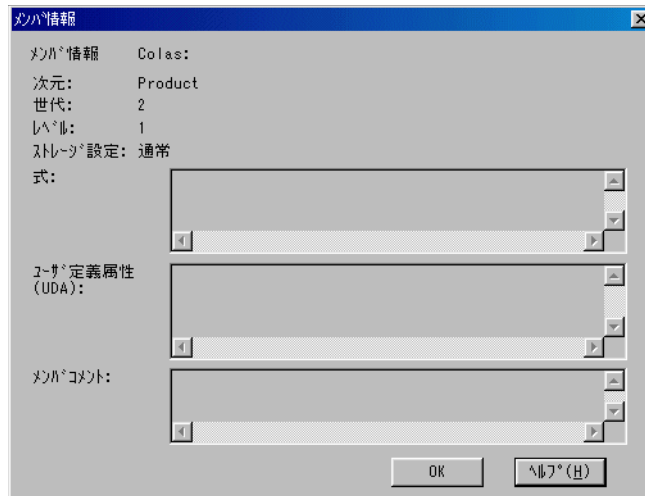 ﾒﾝﾊﾞ情報
ﾒﾝﾊﾞ情報 Colas:
次元: Product
世代: 2
ﾚﾍﾞﾙ: 1
ｽﾄﾚｰｼﾞ設定: 通常
式:
ﾕｰｻﾞ定義属性
(UDA):
ﾒﾝﾊﾞｺﾒﾝﾄ:
OK ﾍﾙﾌﾟ(H)